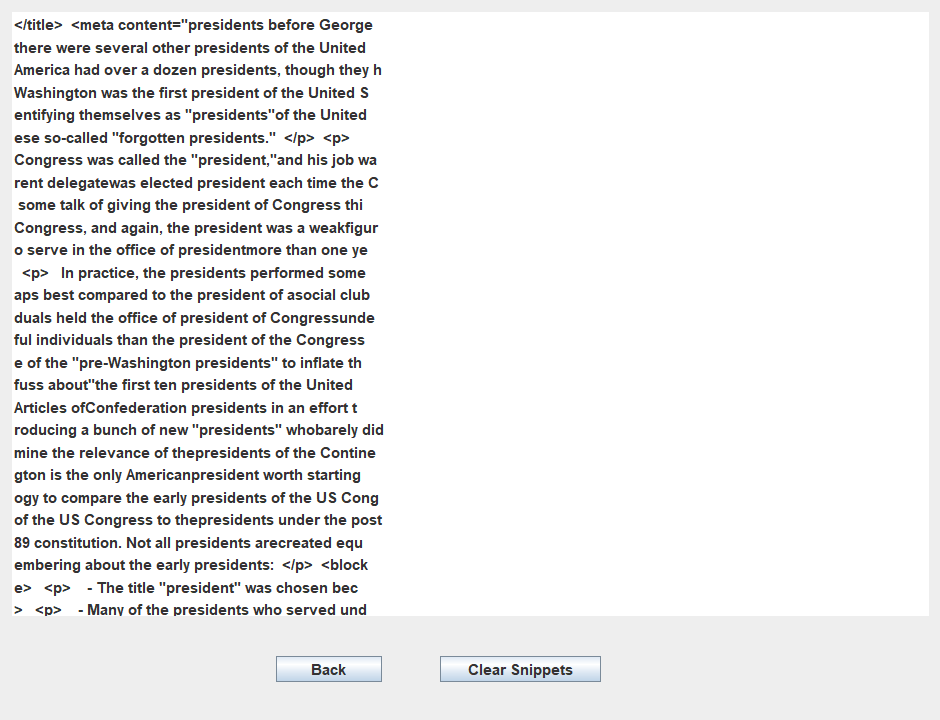 </title>  <meta content="presidents before George
there were several other presidents of the United
America had over a dozen presidents, though they h
Washington was the first president of the United S
entifying themselves as "presidents"of the United
ese so-called "forgotten presidents."  </p>  <p>
Congress was called the "president,"and his job wa
rent delegatewas elected president each time the C
some talk of giving the president of Congress thi
Congress, and again, the president was a weakfigur
o serve in the office of presidentmore than one ye
<p>   In practice, the presidents performed some
aps best compared to the president of asocial club
duals held the office of president of Congressunde
ful individuals than the president of the Congress
e of the "pre-Washington presidents" to inflate th
fuss about"the first ten presidents of the United
Articles ofConfederation presidents in an effort t
roducing a bunch of new "presidents" whobarely did
mine the relevance of thepresidents of the Contine
gton is the only Americanpresident worth starting
ogy to compare the early presidents of the US Cong
of the US Congress to thepresidents under the post
89 constitution. Not all presidents arecreated equ
embering about the early presidents:  </p>  <block
e>   <p>    - The title "president" was chosen bec
>   <p>    - Many of the presidents who served und
Back
Clear Snippets